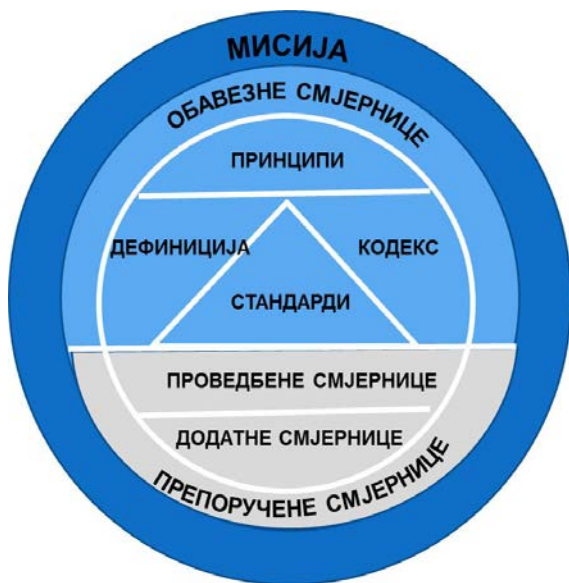 МИСИЈА
ОБАВЕЗНЕ СМЈЕРНИЦЕ
ПРИНЦИПИ
ДЕФИНИЦИЈА
КОДЕКС
СТАНДАРДИ
ПРОВЕДБЕНЕ СМЈЕРНИЦЕ
ДОДАТНЕ СМЈЕРНИЦЕ
ПРЕПОРУЧЕНЕ СМЈЕРНИЦЕ